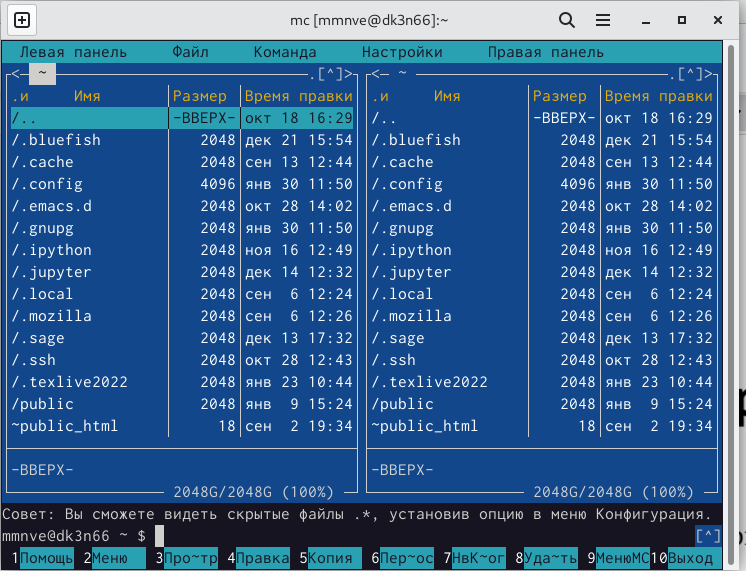 mc [mmnve@dk3n66]:~
Левая панель Файл Команда Настройки Правая панель
<─ ~ .[^]> <─ ~ .[^]>
.и Имя Размер Время правки .и Имя Размер Время правки
/.. -ВВЕРХ- окт 18 16:29 /.. -ВВЕРХ- окт 18 16:29
/.bluefish 2048 дек 21 15:54 /.bluefish 2048 дек 21 15:54
/.cache 2048 сен 13 12:44 /.cache 2048 сен 13 12:44
/.config 4096 янв 30 11:50 /.config 4096 янв 30 11:50
/.emacs.d 2048 окт 28 14:02 /.emacs.d 2048 окт 28 14:02
/.gnupg 2048 янв 30 11:50 /.gnupg 2048 янв 30 11:50
/.ipython 2048 ноя 16 12:49 /.ipython 2048 ноя 16 12:49
/.jupyter 2048 дек 14 12:32 /.jupyter 2048 дек 14 12:32
/.local 2048 сен 6 12:24 /.local 2048 сен 6 12:24
/.mozilla 2048 сен 6 12:26 /.mozilla 2048 сен 6 12:26
/.sage 2048 дек 13 17:32 /.sage 2048 дек 13 17:32
/.ssh 2048 окт 28 12:43 /.ssh 2048 окт 28 12:43
/.texlive2022 2048 янв 23 10:44 /.texlive2022 2048 янв 23 10:44
/public 2048 янв 9 15:24 /public 2048 янв 9 15:24
~public_html 18 сен 2 19:34 ~public_html 18 сен 2 19:34
-ВВЕРХ- -ВВЕРХ-
2048G/2048G (100%) 2048G/2048G (100%)
Совет: Вы сможете видеть скрытые файлы .*, установив опцию в меню Конфигурация.
mmnve@dk3n66 ~ $ [^]
1Помощь 2Меню 3Про~тр 4Правка 5Копия 6Пер~ос 7НвК~ог 8Уда~ть 9МенюMC 10Выход